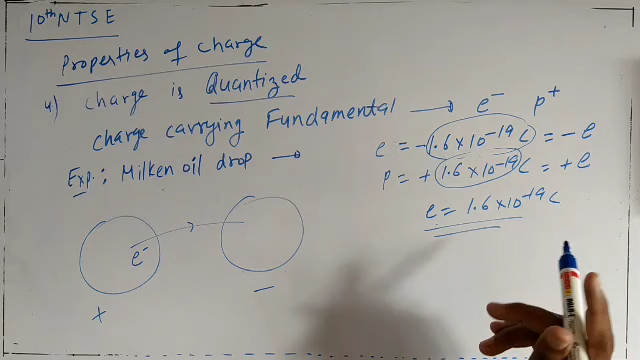 10th NTSE
Properties of charge
4) charge is Quantized
charge carrying Fundamental → e⁻ p⁺
e = -1.6×10⁻¹⁹ C = -e
P = +1.6×10⁻¹⁹ C = +e
e = 1.6×10⁻¹⁹ C
Exp: Milken oil drop →
e⁻
+
−